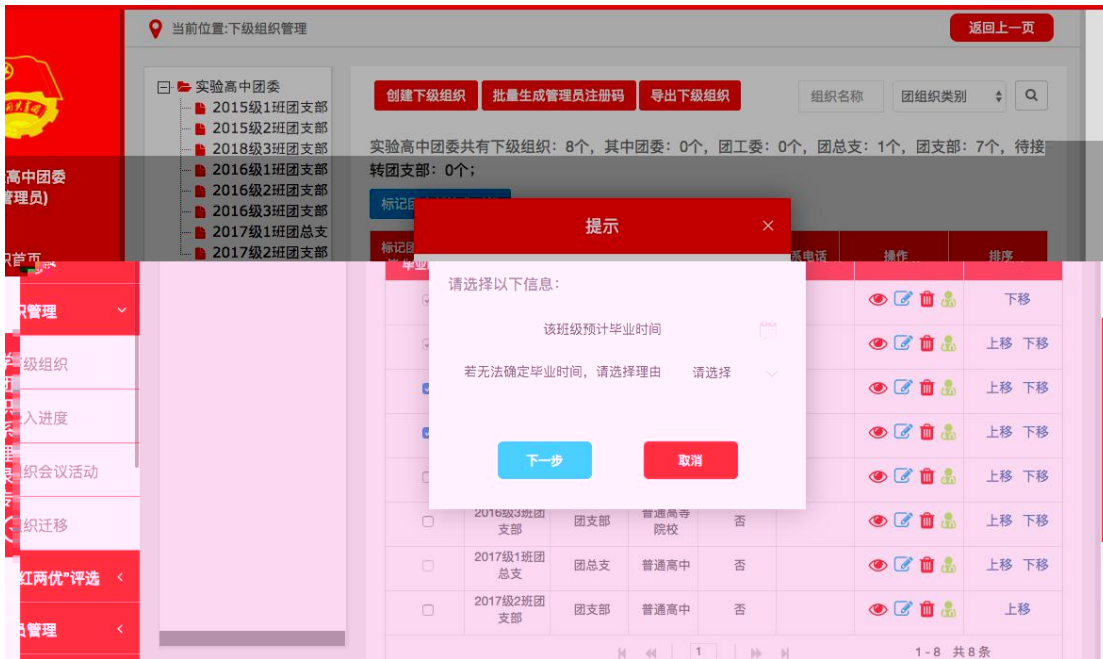 当前位置:下级组织管理
返回上一页
实验高中团委
2015级1班团支部
2015级2班团支部
2018级3班团支部
2016级1班团支部
2016级2班团支部
2016级3班团支部
2017级1班团总支
2017级2班团支部
创建下级组织 批量生成管理员注册码 导出下级组织 组织名称 团组织类别
实验高中团委共有下级组织：8个，其中团委：0个，团工委：0个，团总支：1个，团支部：7个，待接
转团支部：0个；
高中团委
管理员)
织管理
级组织
入进度
织会议活动
织迁移
红两优”评选
员管理
标记团
标记团
系电话 操作 排序
提示 ×
请选择以下信息：
该班级预计毕业时间
若无法确定毕业时间，请选择理由 请选择
下一步 取消
下移
上移 下移
上移 下移
上移 下移
上移 下移
2016级3班团
支部 团支部 普通高等
院校 否 上移 下移
2017级1班团
总支 团总支 普通高中 否 上移 下移
2017级2班团
支部 团支部 普通高中 否 上移
1
1 - 8 共 8 条